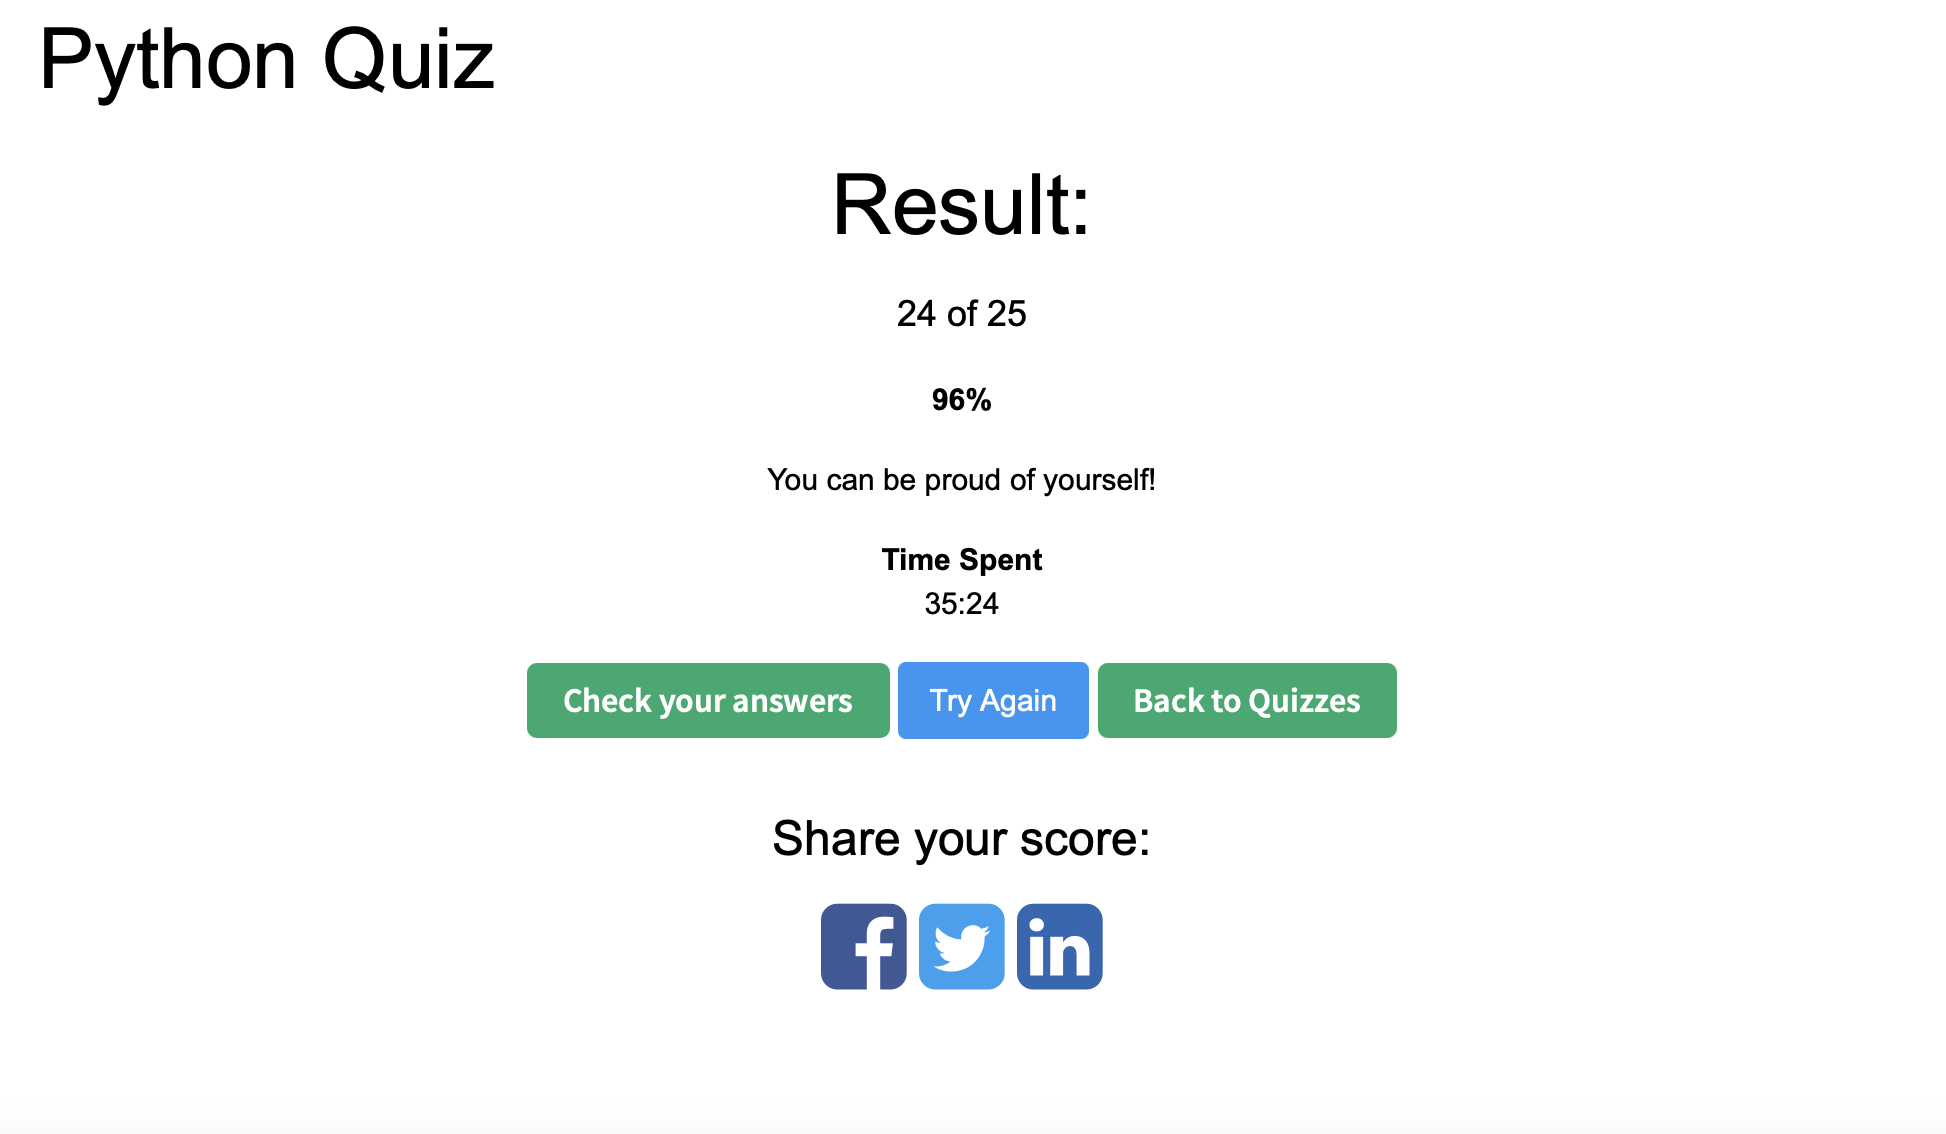 Python Quiz
Result:
24 of 25
96%
You can be proud of yourself!
Time Spent
35:24
Check your answers Try Again Back to Quizzes
Share your score:
f in